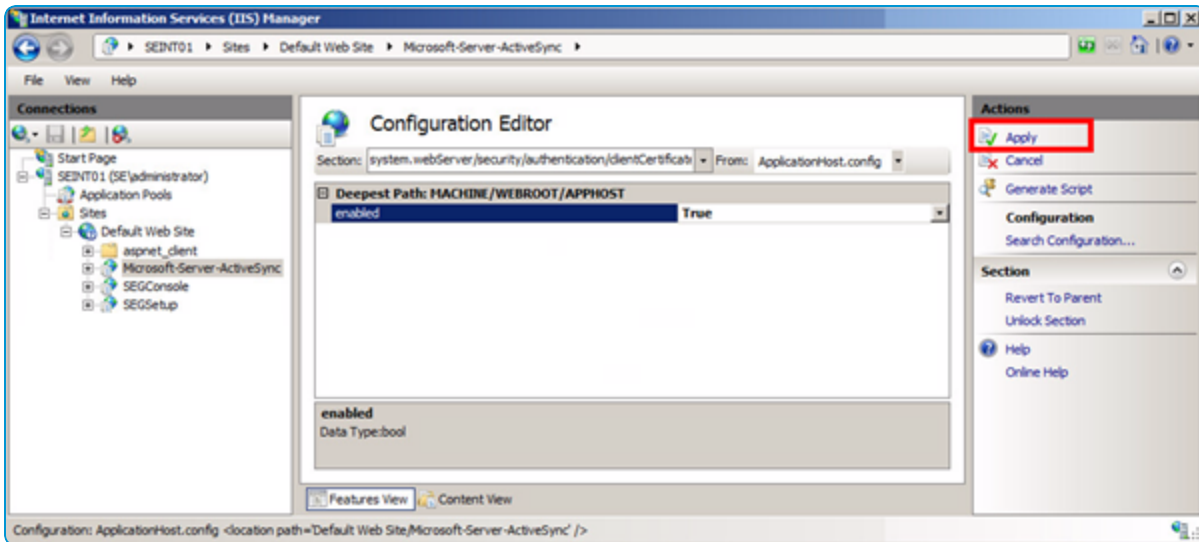 Internet Information Services (IIS) Manager
SEINT01 Sites Default Web Site Microsoft-Server-ActiveSync
File View Help
Connections
Start Page
SEINT01 (SE\administrator)
Application Pools
Sites
Default Web Site
aspnet_client
Microsoft-Server-ActiveSync
SEGConsole
SEGSetup
Configuration Editor
Section: system.webServer/security/authentication/clientCertificat From: ApplicationHost.config
Deepest Path: MACHINE/WEBROOT/APPHOST
enabled True
enabled
Data Type:bool
Features View Content View
Actions
Apply
Cancel
Generate Script
Configuration
Search Configuration...
Section
Revert To Parent
Unlock Section
Help
Online Help
Configuration: ApplicationHost.config <location path='Default Web Site/Microsoft-Server-ActiveSync' />